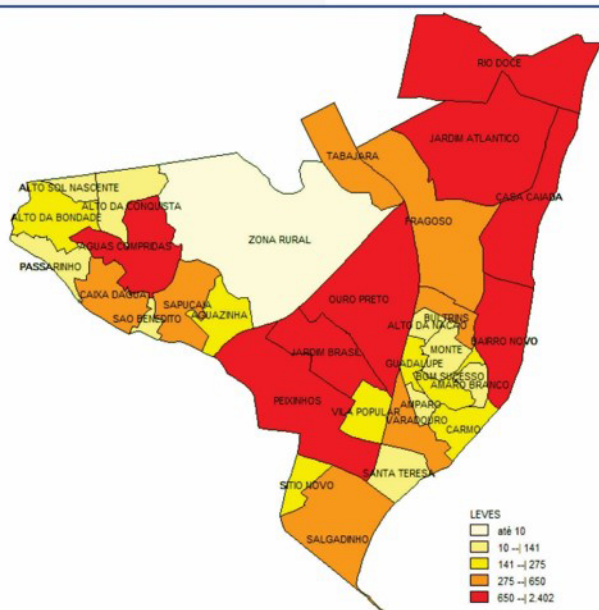 RIO DOCE
JARDIM ATLANTICO
TABAJARA
ALTO SOL NASCENTE
CASA CAIADA
ALTO DA CONQUISTA
ALTO DA BONDADE
FRAGOSO
ZONA RURAL
AGUAS COMPRIDAS
PASSARINHO
CAIXA DAGUA
OURO PRETO
SAPUCAIA
AGUAZINHA
SAO BENEDITO
BULTRINS
ALTO DA NACAO
BAIRRO NOVO
MONTE
JARDIM BRASIL
GUADALUPE
BOM SUCESSO
AMARO BRANCO
PEIXINHOS
AMPARO
VILA POPULAR
VARADOURO
CARMO
SANTA TERESA
SITIO NOVO
SALGADINHO
LEVES
até 10
10 --| 141
141 --| 275
275 --| 650
650 --| 2.402